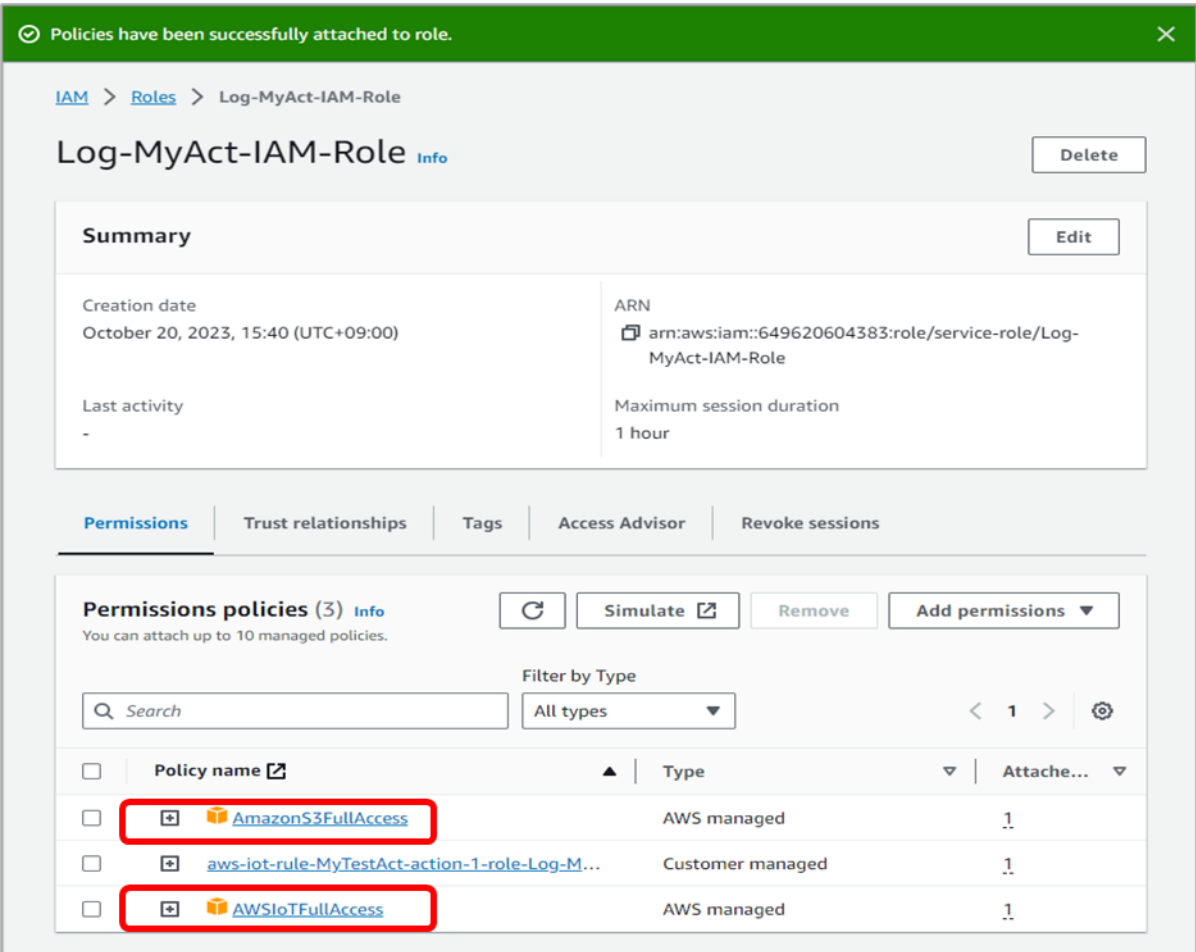 Policies have been successfully attached to role.
IAM > Roles > Log-MyAct-IAM-Role
Log-MyAct-IAM-Role Info
Delete
Summary
Edit
Creation date
October 20, 2023, 15:40 (UTC+09:00)
ARN
arn:aws:iam::649620604383:role/service-role/Log-
MyAct-IAM-Role
Last activity
-
Maximum session duration
1 hour
Permissions Trust relationships Tags Access Advisor Revoke sessions
Permissions policies (3) Info
You can attach up to 10 managed policies.
Simulate Remove Add permissions
Filter by Type
Search All types 1
Policy name Type Attache...
AmazonS3FullAccess AWS managed 1
aws-iot-rule-MyTestAct-action-1-role-Log-M... Customer managed 1
AWSIoTFullAccess AWS managed 1